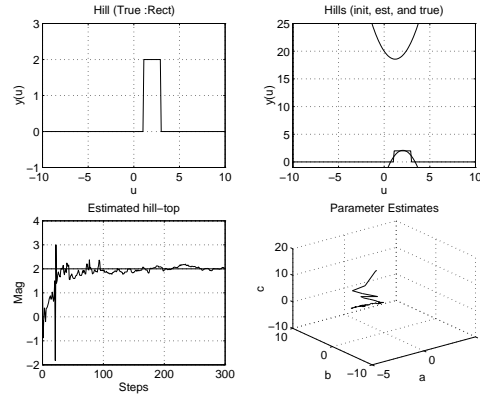 Hill (True :Rect)
3
2
1
0
−1
y(u)
−10 −5 0 5 10
u
Hills (init, est, and true)
25
20
15
10
5
0
y(u)
−10 −5 0 5 10
u
Estimated hill−top
4
3
2
1
0
−1
−2
Mag
0 100 200 300
Steps
Parameter Estimates
20
10
0
−10
c
10
0
−10
b
−5
0
a